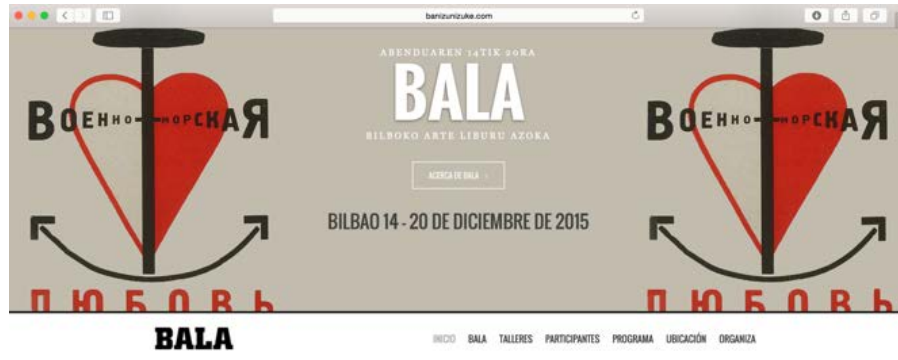 banizunizuke.com
ABENDUAREN 14TIK 20RA
BALA
BILBOKO ARTE LIBURU AZOKA
ACERCA DE BALA
BILBAO 14 - 20 DE DICIEMBRE DE 2015
ВОЕННО-МОРСКАЯ
ЛЮБОВЬ
ВОЕННО-МОРСКАЯ
ЛЮБОВЬ
BALA
INICIO BALA TALLERES PARTICIPANTES PROGRAMA UBICACIÓN ORGANIZA